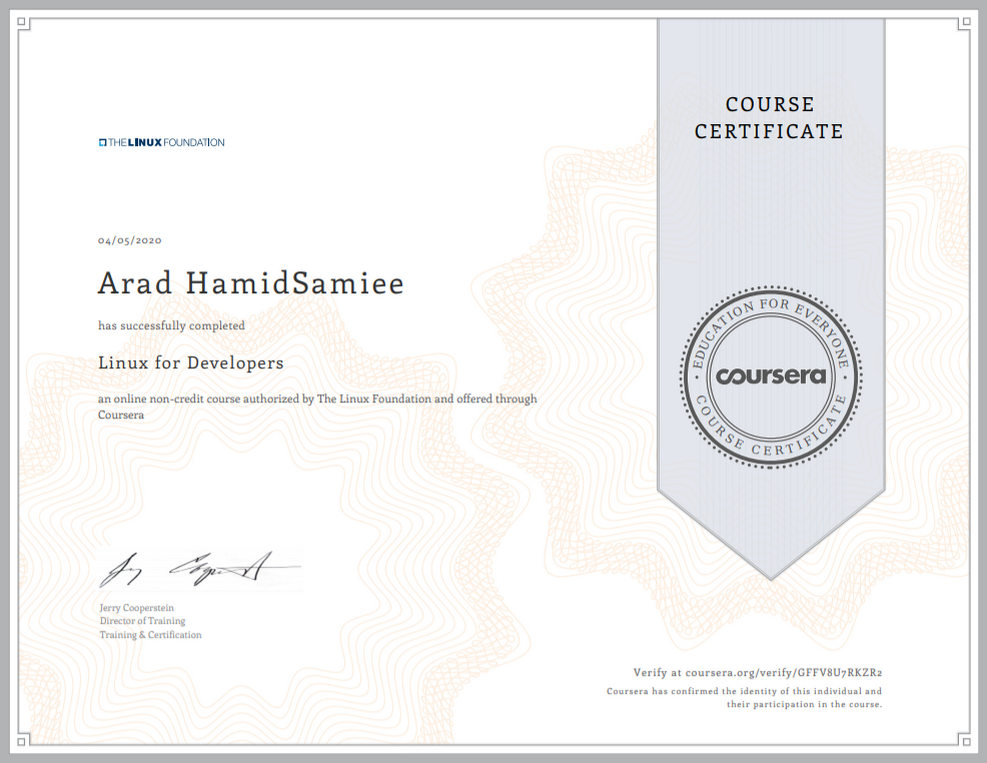 COURSE
CERTIFICATE
THE LINUX FOUNDATION
04/05/2020
Arad HamidSamiee
has successfully completed
Linux for Developers
an online non-credit course authorized by The Linux Foundation and offered through
Coursera
EDUCATION FOR EVERYONE
coursera
COURSE CERTIFICATE
Jerry Cooperstein
Director of Training
Training & Certification
Verify at coursera.org/verify/GFFV8U7RKZR2
Coursera has confirmed the identity of this individual and
their participation in the course.